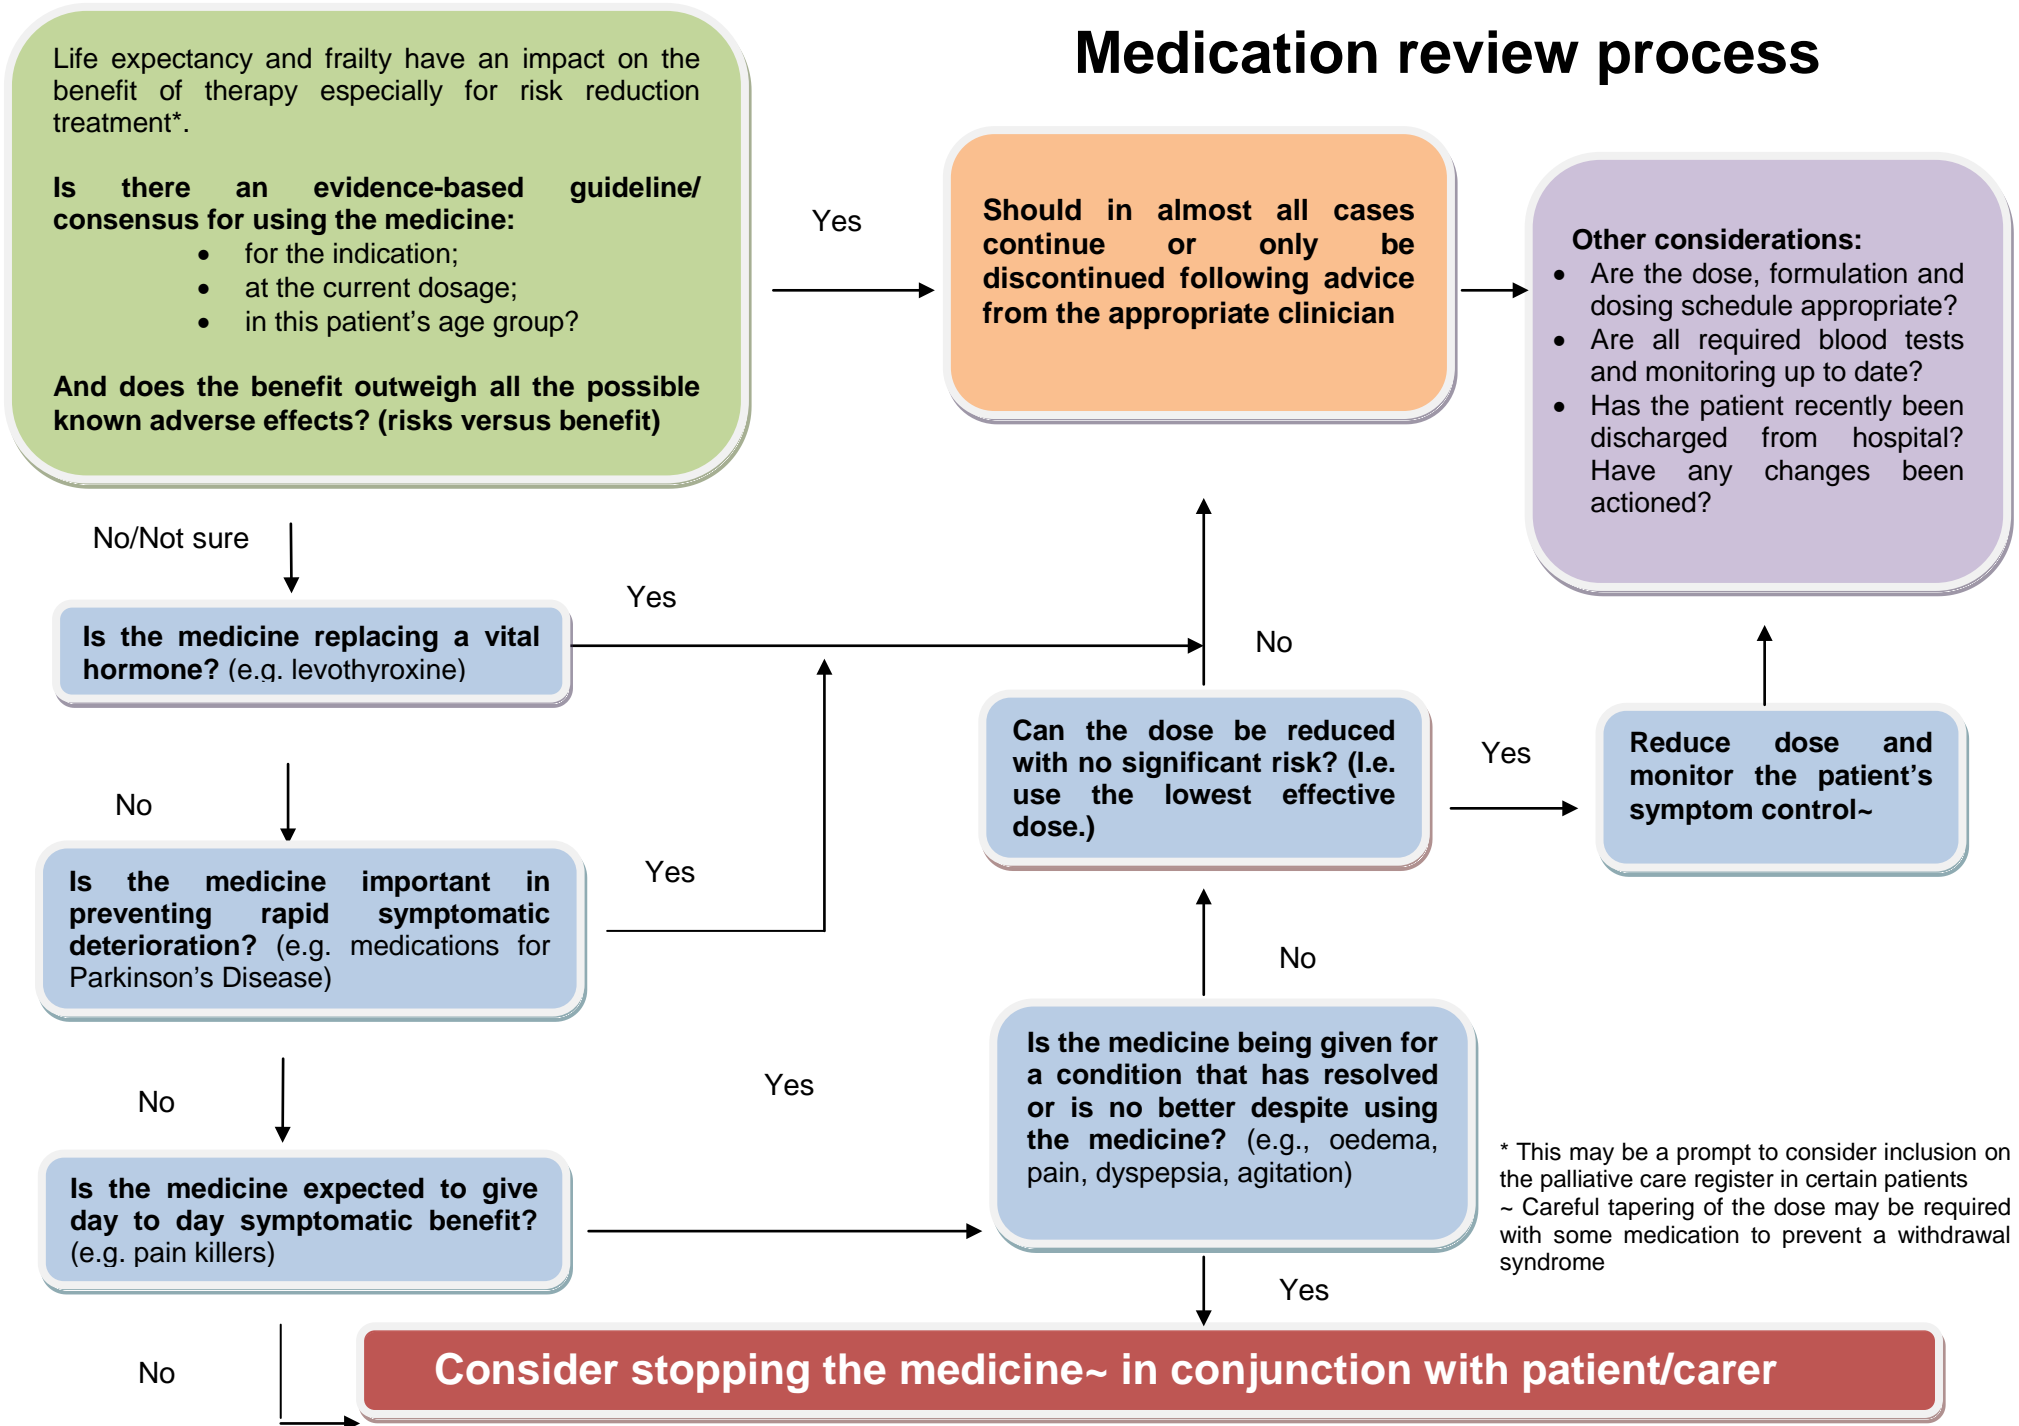 Medication review process
Life expectancy and frailty have an impact on the
benefit of therapy especially for risk reduction
treatment*.
Is there an evidence-based guideline/
consensus for using the medicine:
• for the indication;
• at the current dosage;
• in this patient's age group?
And does the benefit outweigh all the possible
known adverse effects? (risks versus benefit)
Yes
Should in almost all cases
continue or only be
discontinued following advice
from the appropriate clinician
Other considerations:
• Are the dose, formulation and
dosing schedule appropriate?
• Are all required blood tests
and monitoring up to date?
• Has the patient recently been
discharged from hospital?
Have any changes been
actioned?
No/Not sure
Is the medicine replacing a vital
hormone? (e.g. levothyroxine)
Yes
No
No
Can the dose be reduced
with no significant risk? (I.e.
use the lowest effective
dose.)
Yes
Reduce dose and
monitor the patient's
symptom control~
Is the medicine important in
preventing rapid symptomatic
deterioration? (e.g. medications for
Parkinson's Disease)
Yes
No
No
Is the medicine being given for
a condition that has resolved
or is no better despite using
the medicine? (e.g., oedema,
pain, dyspepsia, agitation)
Yes
Is the medicine expected to give
day to day symptomatic benefit?
(e.g. pain killers)
* This may be a prompt to consider inclusion on
the palliative care register in certain patients
~ Careful tapering of the dose may be required
with some medication to prevent a withdrawal
syndrome
Yes
No
Consider stopping the medicine~ in conjunction with patient/carer